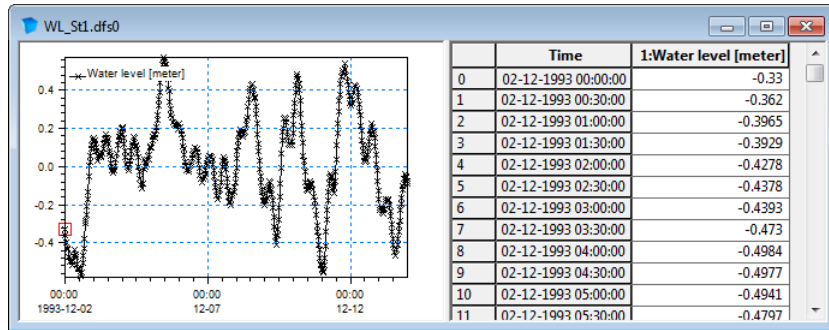 WL_St1.dfs0
Water level [meter]
0.4
0.2
0.0
-0.2
-0.4
00:00 00:00 00:00
1993-12-02 12-07 12-12
Time 1:Water level [meter]
0 02-12-1993 00:00:00 -0.33
1 02-12-1993 00:30:00 -0.362
2 02-12-1993 01:00:00 -0.3965
3 02-12-1993 01:30:00 -0.3929
4 02-12-1993 02:00:00 -0.4278
5 02-12-1993 02:30:00 -0.4378
6 02-12-1993 03:00:00 -0.4393
7 02-12-1993 03:30:00 -0.473
8 02-12-1993 04:00:00 -0.4984
9 02-12-1993 04:30:00 -0.4977
10 02-12-1993 05:00:00 -0.4941
11 02-12-1993 05:30:00 -0.4797